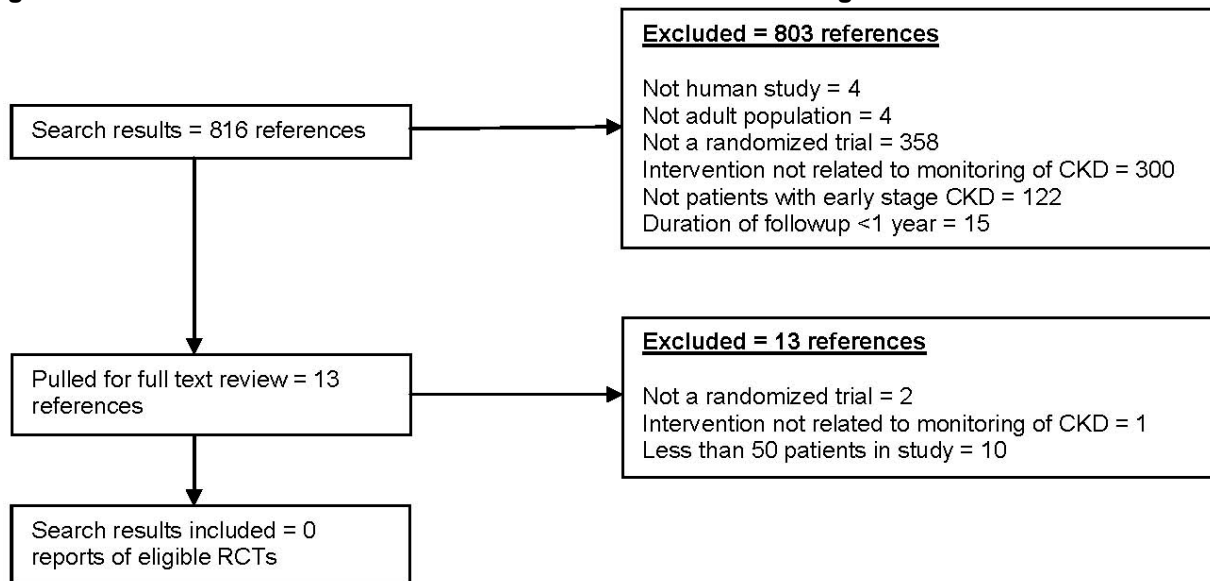 Search results = 816 references
Excluded = 803 references
Not human study = 4
Not adult population = 4
Not a randomized trial = 358
Intervention not related to monitoring of CKD = 300
Not patients with early stage CKD = 122
Duration of followup <1 year = 15
Pulled for full text review = 13
references
Excluded = 13 references
Not a randomized trial = 2
Intervention not related to monitoring of CKD = 1
Less than 50 patients in study = 10
Search results included = 0
reports of eligible RCTs